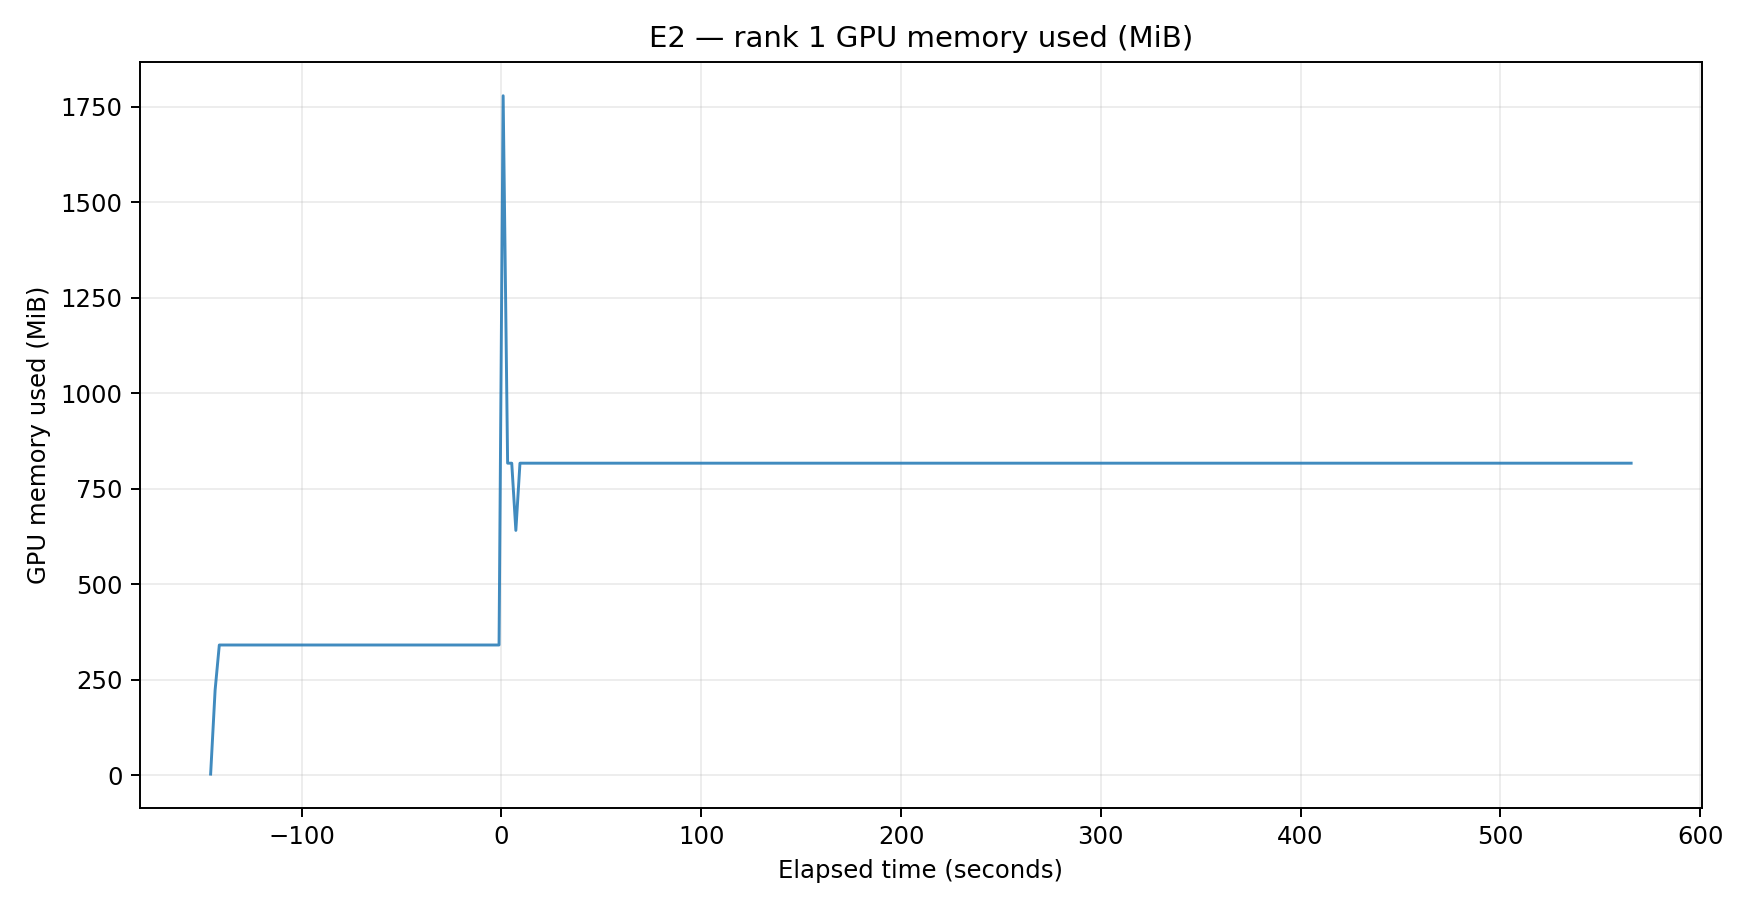 E2 — rank 1 GPU memory used (MiB)
GPU memory used (MiB)
1750
1500
1250
1000
750
500
250
0
−100 0 100 200 300 400 500 600
Elapsed time (seconds)